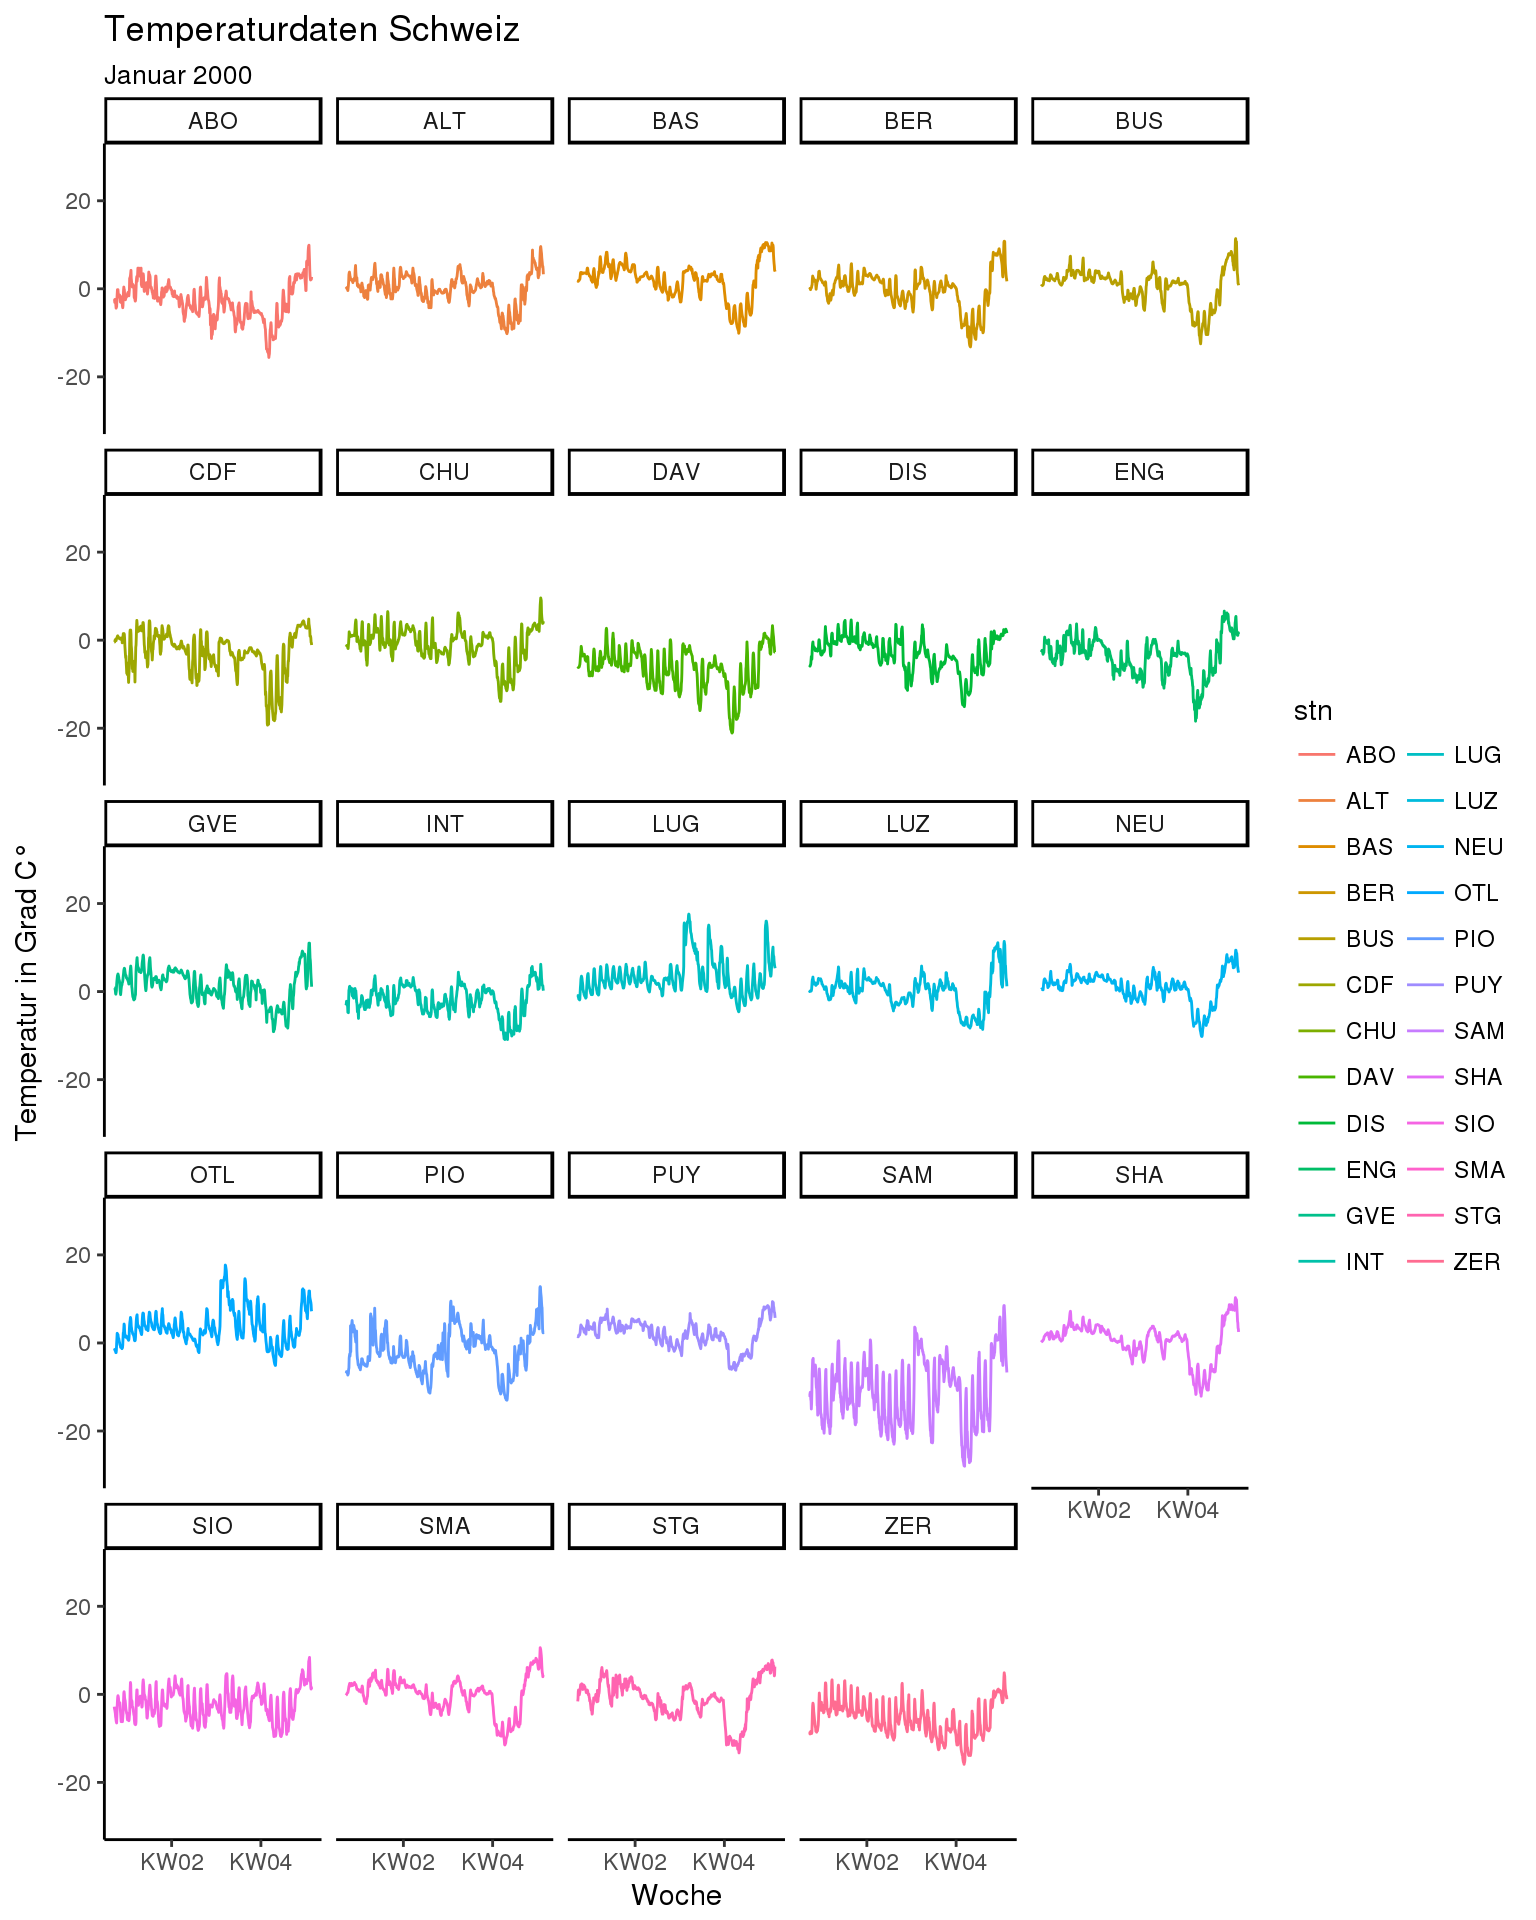 Temperaturdaten Schweiz
Januar 2000
ABO ALT BAS BER BUS
20
0
-20
CDF CHU DAV DIS ENG
20
0
-20
GVE INT LUG LUZ NEU
20
0
-20
OTL PIO PUY SAM SHA
20
0
-20
KW02 KW04
SIO SMA STG ZER
20
0
-20
KW02 KW04 KW02 KW04 KW02 KW04 KW02 KW04
Woche
Temperatur in Grad C°
stn
ABO LUG
ALT LUZ
BAS NEU
BER OTL
BUS PIO
CDF PUY
CHU SAM
DAV SHA
DIS SIO
ENG SMA
GVE STG
INT ZER